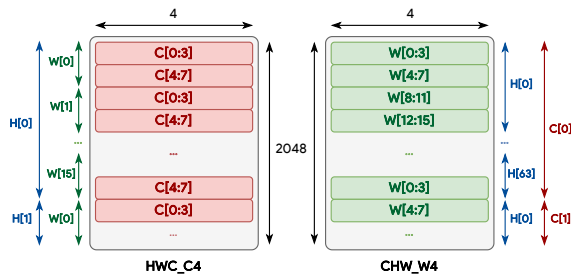 4
4
W[0]
C[0:3]
C[4:7]
W[1]
C[0:3]
C[4:7]
H[0]
...
...
W[15]
C[4:7]
H[1]
W[0]
C[0:3]
...
HWC_C4
2048
W[0:3]
W[4:7]
H[0]
W[8:11]
W[12:15]
C[0]
...
...
H[63]
W[0:3]
W[4:7]
H[0]
C[1]
...
CHW_W4